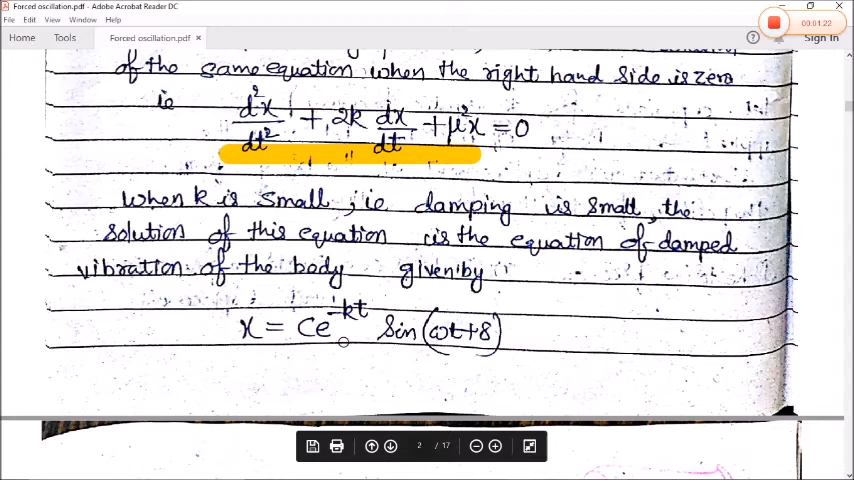 Forced oscillation.pdf - Adobe Acrobat Reader DC
File Edit View Window Help
Home Tools Forced oscillation.pdf × Sign In
00:01:22
of the same equation when the right hand side is zero
ie d²x/dt² + 2k dx/dt + μ²x = 0
When k is small, ie damping is small, the
solution of this equation is the equation of damped
vibration of the body given by
x = Ce^-kt Sin(ωt+δ)
2 / 17